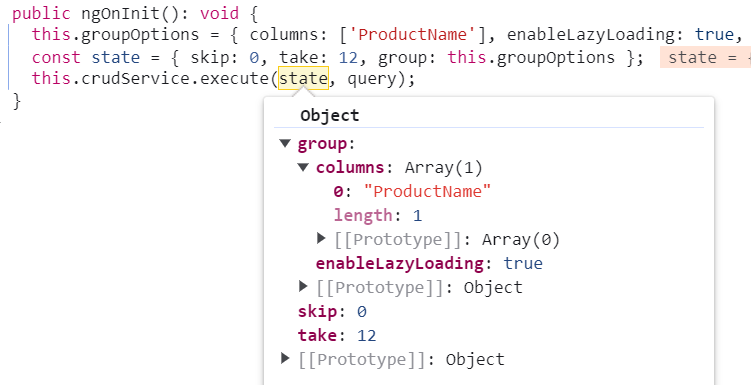 public ngOnInit(): void {
this.groupOptions = { columns: ['ProductName'], enableLazyLoading: true,
const state = { skip: 0, take: 12, group: this.groupOptions }; state = {
this.crudService.execute(state, query);
}
Object
▼ group:
▼ columns: Array(1)
0: "ProductName"
length: 1
▶ [[Prototype]]: Array(0)
enableLazyLoading: true
▶ [[Prototype]]: Object
skip: 0
take: 12
▶ [[Prototype]]: Object